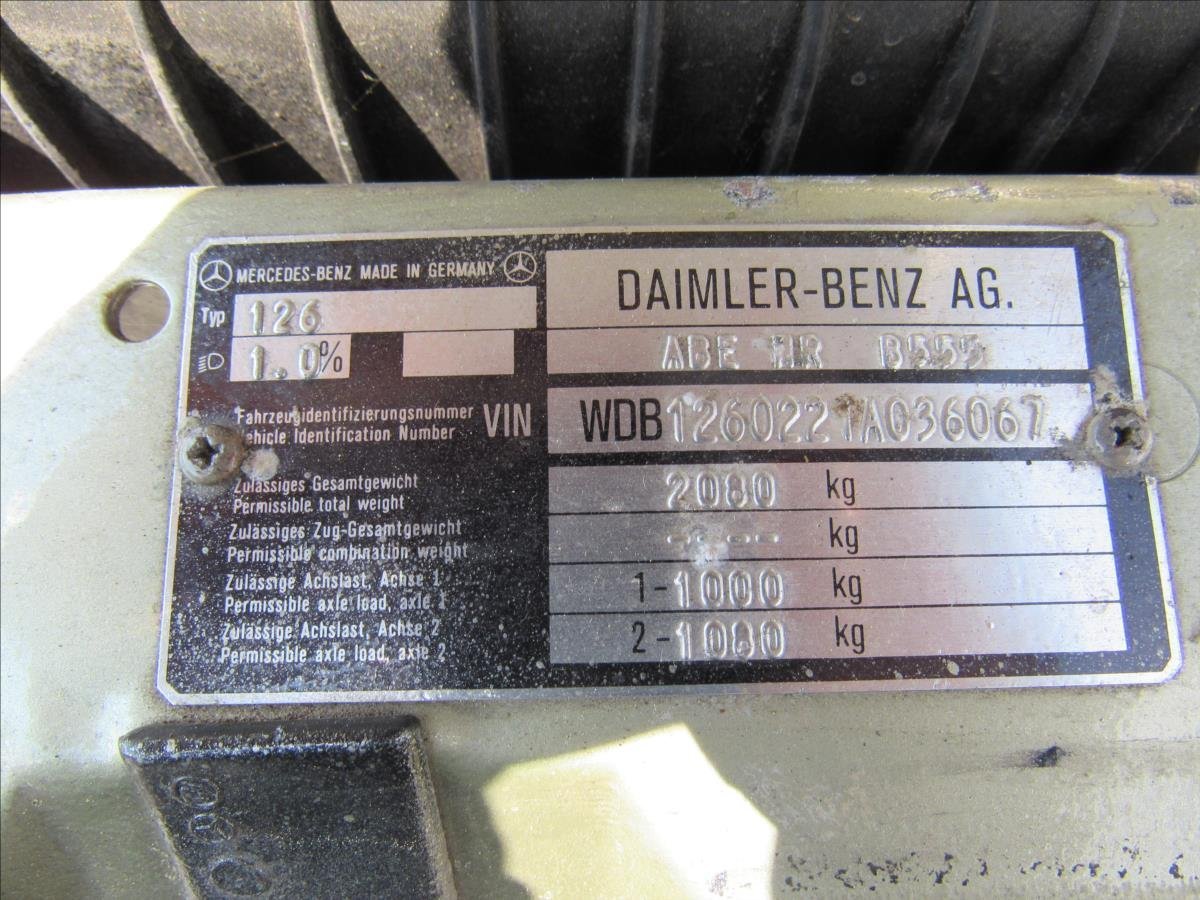 MERCEDES-BENZ MADE IN GERMANY
DAIMLER-BENZ AG.
Typ 126
1.0%
ABE NR B555
Fahrzeugidentifizierungsnummer
Vehicle Identification Number
VIN
WDB1260221A036067
Zulässiges Gesamtgewicht
Permissible total weight
2080 kg
Zulässiges Zug-Gesamtgewicht
Permissible combination weight
---- kg
Zulässige Achslast, Achse 1
Permissible axle load, axle 1
1-1000 kg
Zulässige Achslast, Achse 2
Permissible axle load, axle 2
2-1080 kg